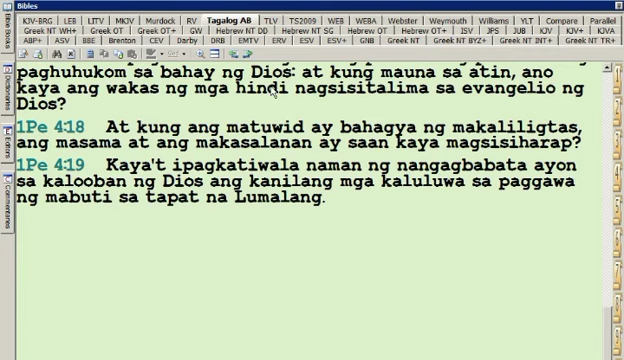 Bibles
KJV-BRG LEB LITV MKJV Murdock RV Tagalog AB TLV TS2009 WEB WEBA Webster Weymouth Williams YLT Compare Parallel
Greek NT WH+ Greek OT Greek OT+ GW Hebrew NT DD Hebrew NT SG Hebrew OT Hebrew OT+ ISV JPS JUB KJV KJV+ KJVA
ABP+ ASV BBE Brenton CEV Darby DRB EMTV ERV ESV ESV+ GNB Greek NT Greek NT BYZ+ Greek NT INT+ Greek NT TR+
Bible Books
Dictionaries
Editors
Commentaries
paghuhukom sa bahay ng Dios: at kung mauna sa atin, ano
kaya ang wakas ng mga hindi nagsisitalima sa evangelio ng
Dios?
1Pe 4:18 At kung ang matuwid ay bahagya ng makaliligtas,
ang masama at ang makasalanan ay saan kaya magsisiharap?
1Pe 4:19 Kaya't ipagkatiwala naman ng nangagbabata ayon
sa kalooban ng Dios ang kanilang mga kaluluwa sa paggawa
ng mabuti sa tapat na Lumalang.